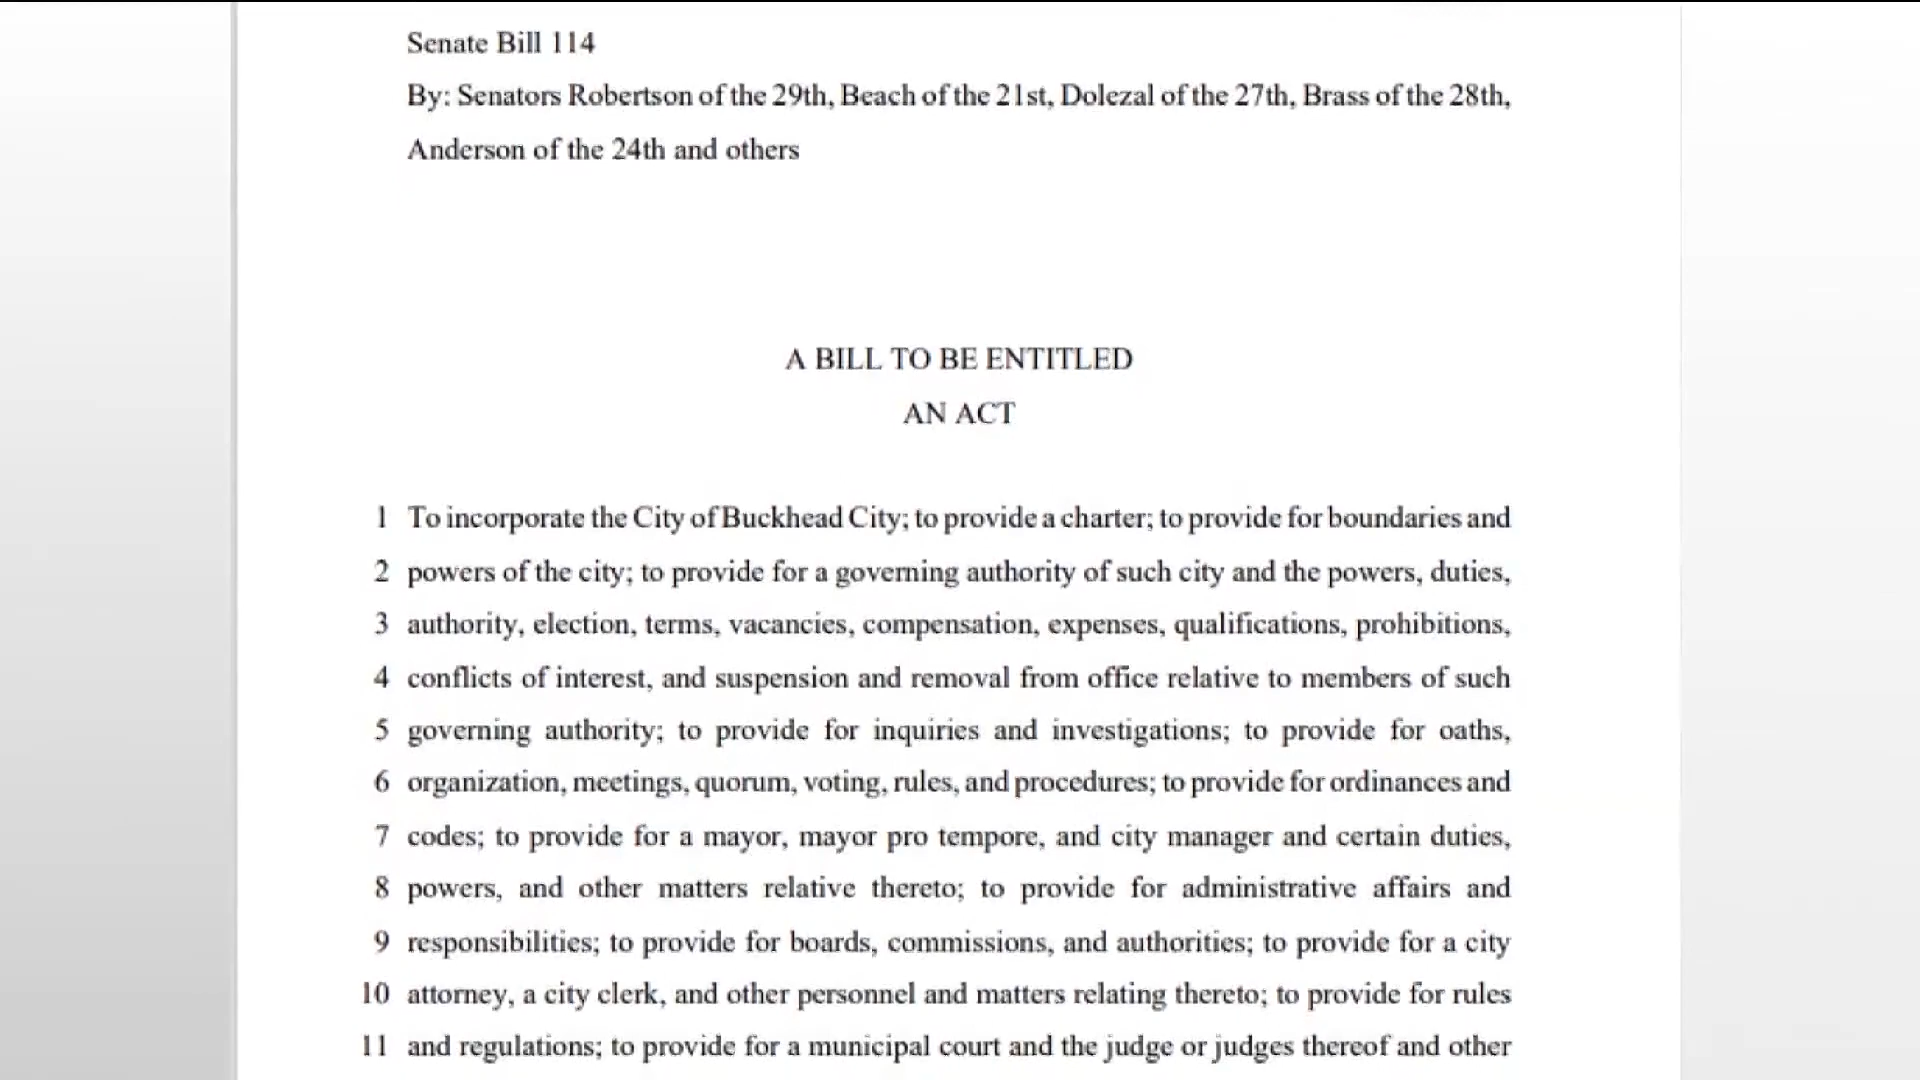 Senate Bill 114
By: Senators Robertson of the 29th, Beach of the 21st, Dolezal of the 27th, Brass of the 28th,
Anderson of the 24th and others
A BILL TO BE ENTITLED
AN ACT
1 To incorporate the City of Buckhead City; to provide a charter; to provide for boundaries and
2 powers of the city; to provide for a governing authority of such city and the powers, duties,
3 authority, election, terms, vacancies, compensation, expenses, qualifications, prohibitions,
4 conflicts of interest, and suspension and removal from office relative to members of such
5 governing authority; to provide for inquiries and investigations; to provide for oaths,
6 organization, meetings, quorum, voting, rules, and procedures; to provide for ordinances and
7 codes; to provide for a mayor, mayor pro tempore, and city manager and certain duties,
8 powers, and other matters relative thereto; to provide for administrative affairs and
9 responsibilities; to provide for boards, commissions, and authorities; to provide for a city
10 attorney, a city clerk, and other personnel and matters relating thereto; to provide for rules
11 and regulations; to provide for a municipal court and the judge or judges thereof and other